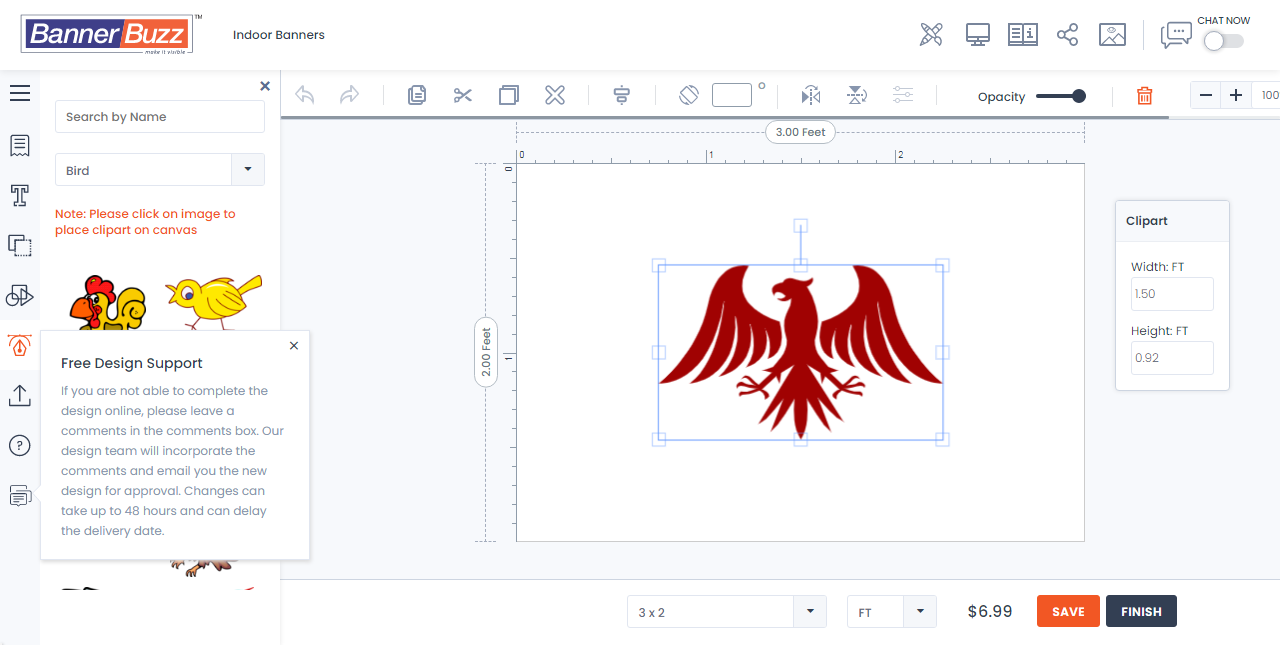 BannerBuzz
TM
make it visible
Indoor Banners
CHAT NOW
Opacity
100
Search by Name
Bird
Note: Please click on image to
place clipart on canvas
Free Design Support
If you are not able to complete the
design online, please leave a
comments in the comments box. Our
design team will incorporate the
comments and email you the new
design for approval. Changes can
take up to 48 hours and can delay
the delivery date.
3.00 Feet
0
1
2
0
1
2.00 Feet
Clipart
Width: FT
1.50
Height: FT
0.92
3 x 2
FT
$6.99
SAVE
FINISH